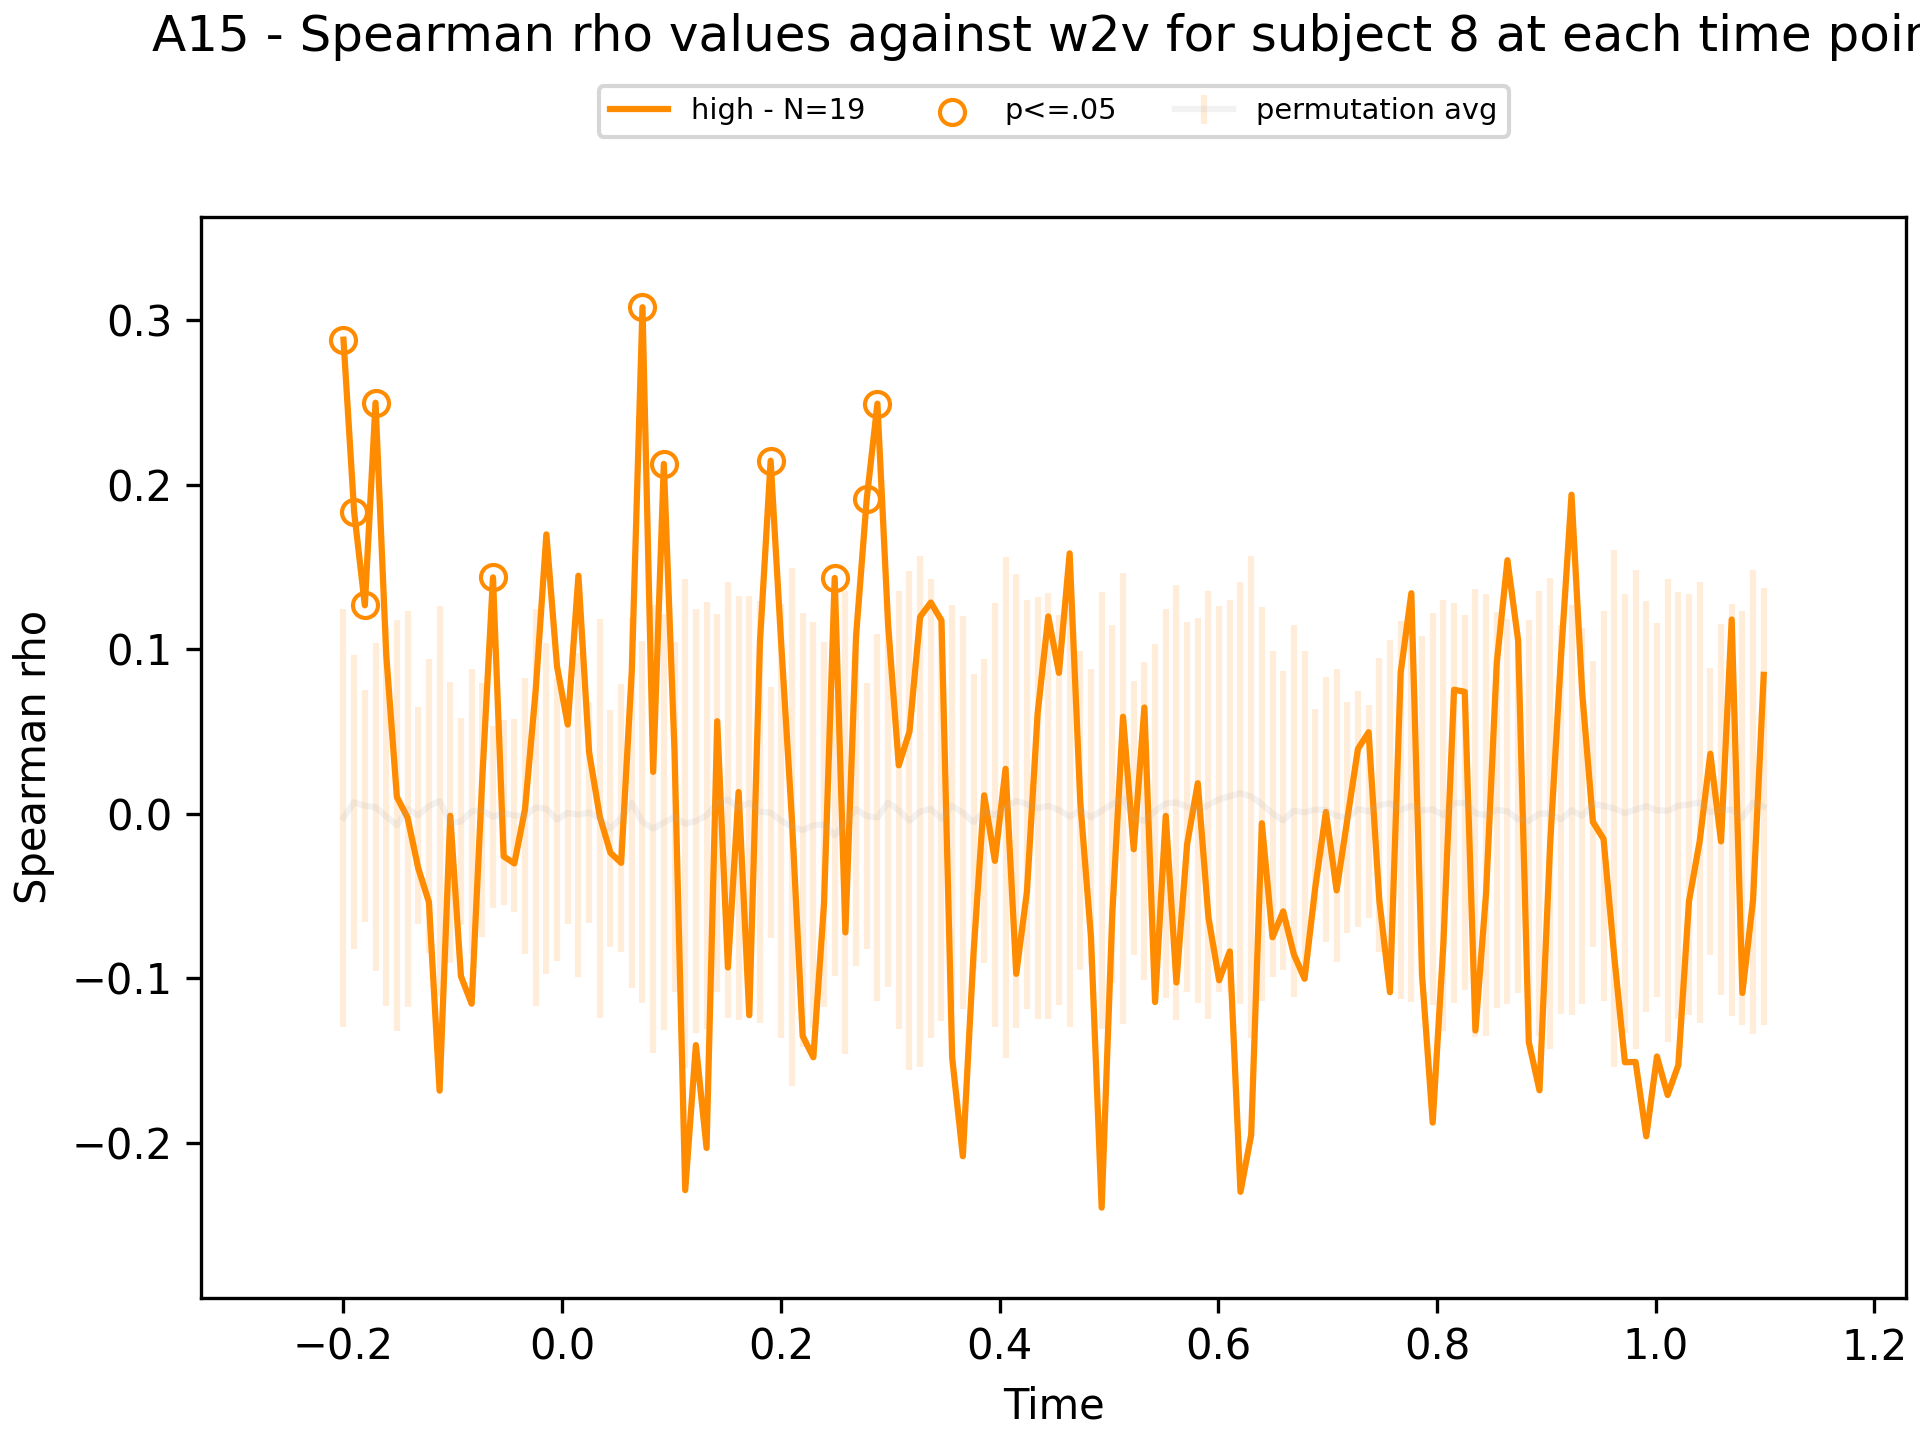 A15 - Spearman rho values against w2v for subject 8 at each time poin
high - N=19 p<=.05 permutation avg
0.3
0.2
0.1
0.0
−0.1
−0.2
Spearman rho
−0.2 0.0 0.2 0.4 0.6 0.8 1.0 1.2
Time